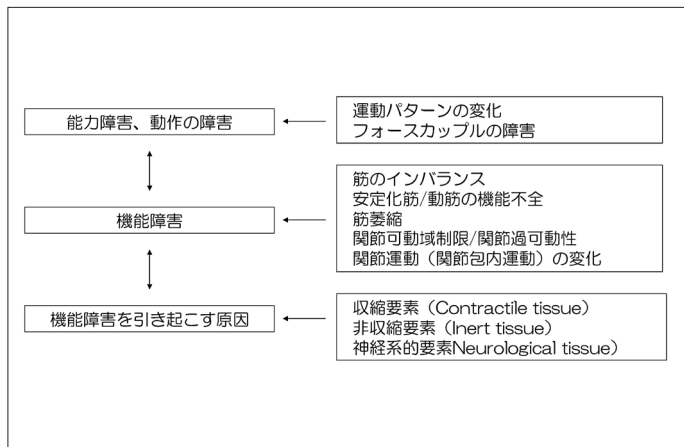 能力障害、動作の障害
運動パターンの変化
フォースカップルの障害
機能障害
筋のインバランス
安定化筋/動筋の機能不全
筋萎縮
関節可動域制限/関節過可動性
関節運動（関節包内運動）の変化
機能障害を引き起こす原因
収縮要素（Contractile tissue）
非収縮要素（Inert tissue）
神経系的要素Neurological tissue）